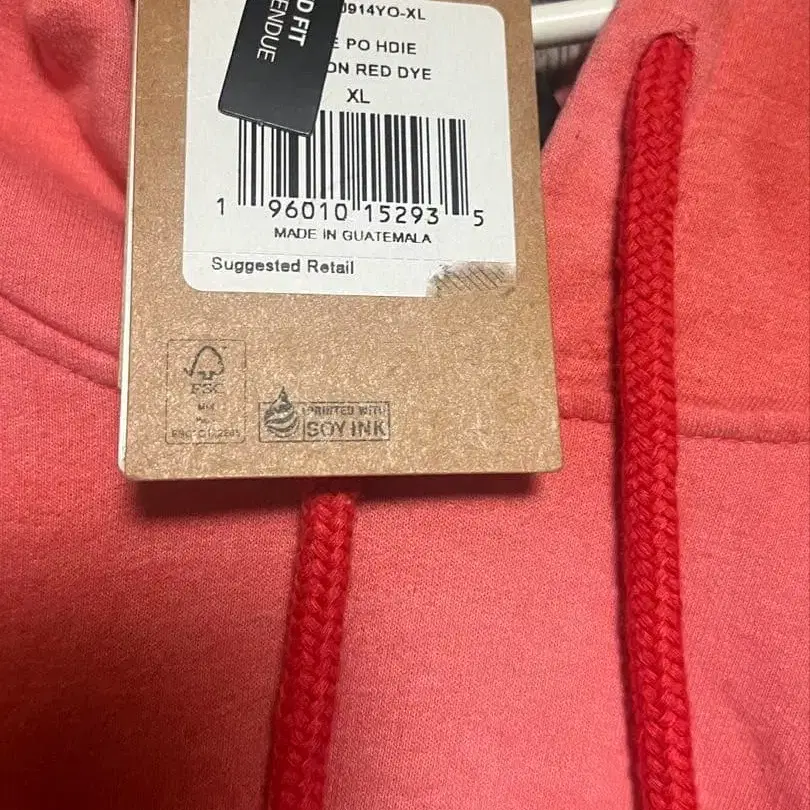 D FIT
ENDUE
0914YO-XL
E PO HDIE
ON RED DYE
XL
1 96010 15293 5
MADE IN GUATEMALA
Suggested Retail
FSC
MIX
PRINTED WITH
SOY INK